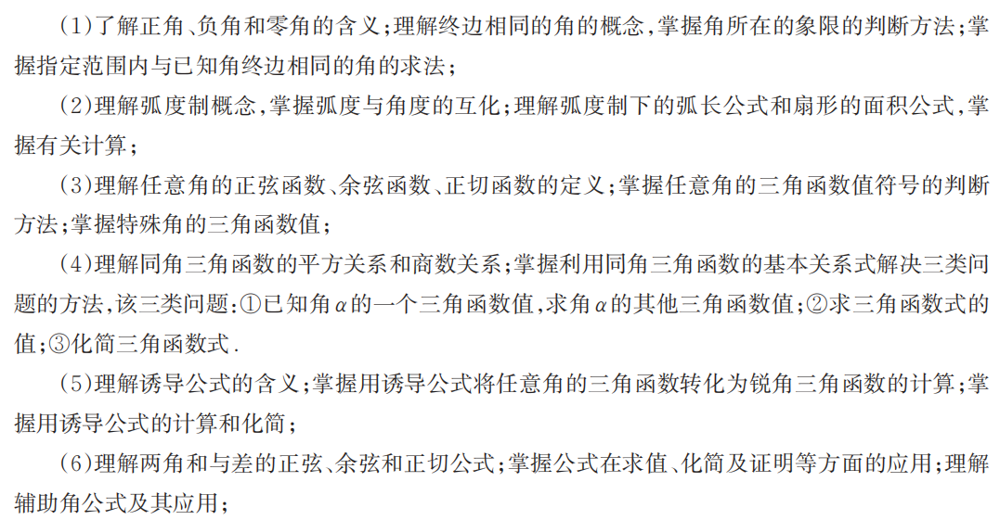 (1)了解正角、负角和零角的含义;理解终边相同的角的概念,掌握角所在的象限的判断方法;掌
握指定范围内与已知角终边相同的角的求法;
(2)理解弧度制概念,掌握弧度与角度的互化;理解弧度制下的弧长公式和扇形的面积公式,掌
握有关计算;
(3)理解任意角的正弦函数、余弦函数、正切函数的定义;掌握任意角的三角函数值符号的判断
方法;掌握特殊角的三角函数值;
(4)理解同角三角函数的平方关系和商数关系;掌握利用同角三角函数的基本关系式解决三类问
题的方法,该三类问题:①已知角α的一个三角函数值,求角α的其他三角函数值;②求三角函数式的
值;③化简三角函数式.
(5)理解诱导公式的含义;掌握用诱导公式将任意角的三角函数转化为锐角三角函数的计算;掌
握用诱导公式的计算和化简;
(6)理解两角和与差的正弦、余弦和正切公式;掌握公式在求值、化简及证明等方面的应用;理解
辅助角公式及其应用;